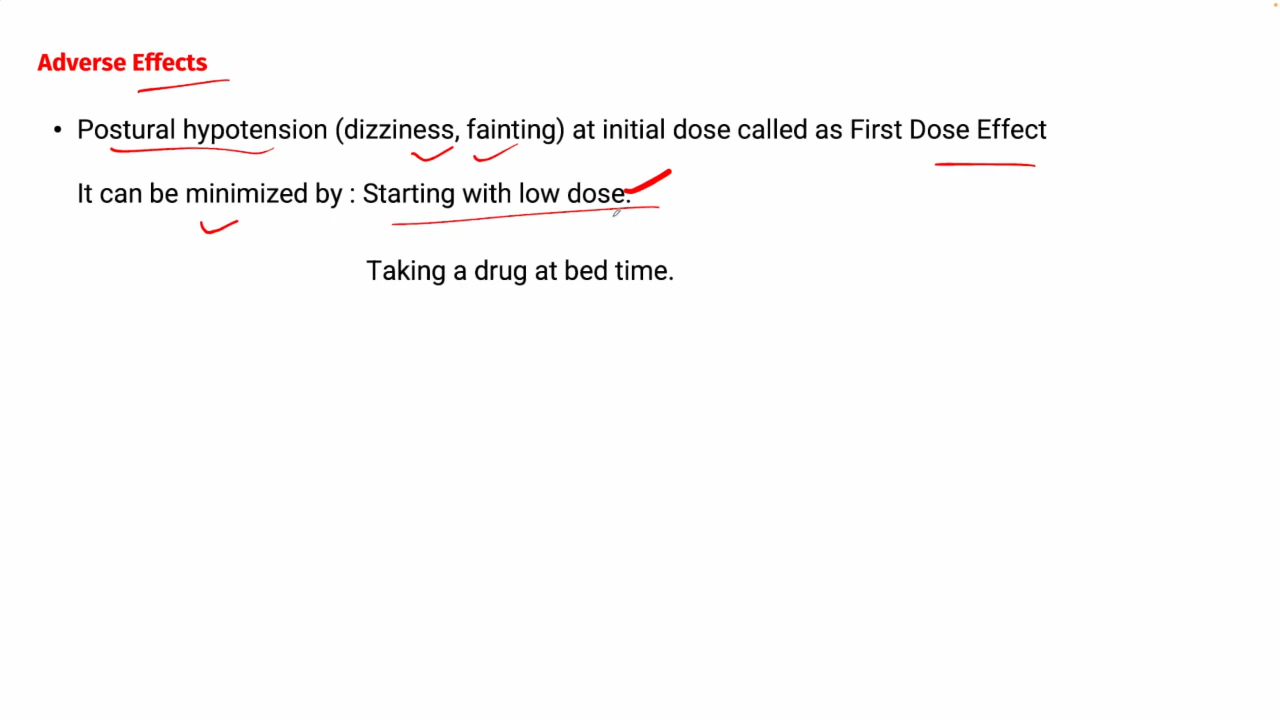 Adverse Effects
• Postural hypotension (dizziness, fainting) at initial dose called as First Dose Effect
It can be minimized by : Starting with low dose.
Taking a drug at bed time.